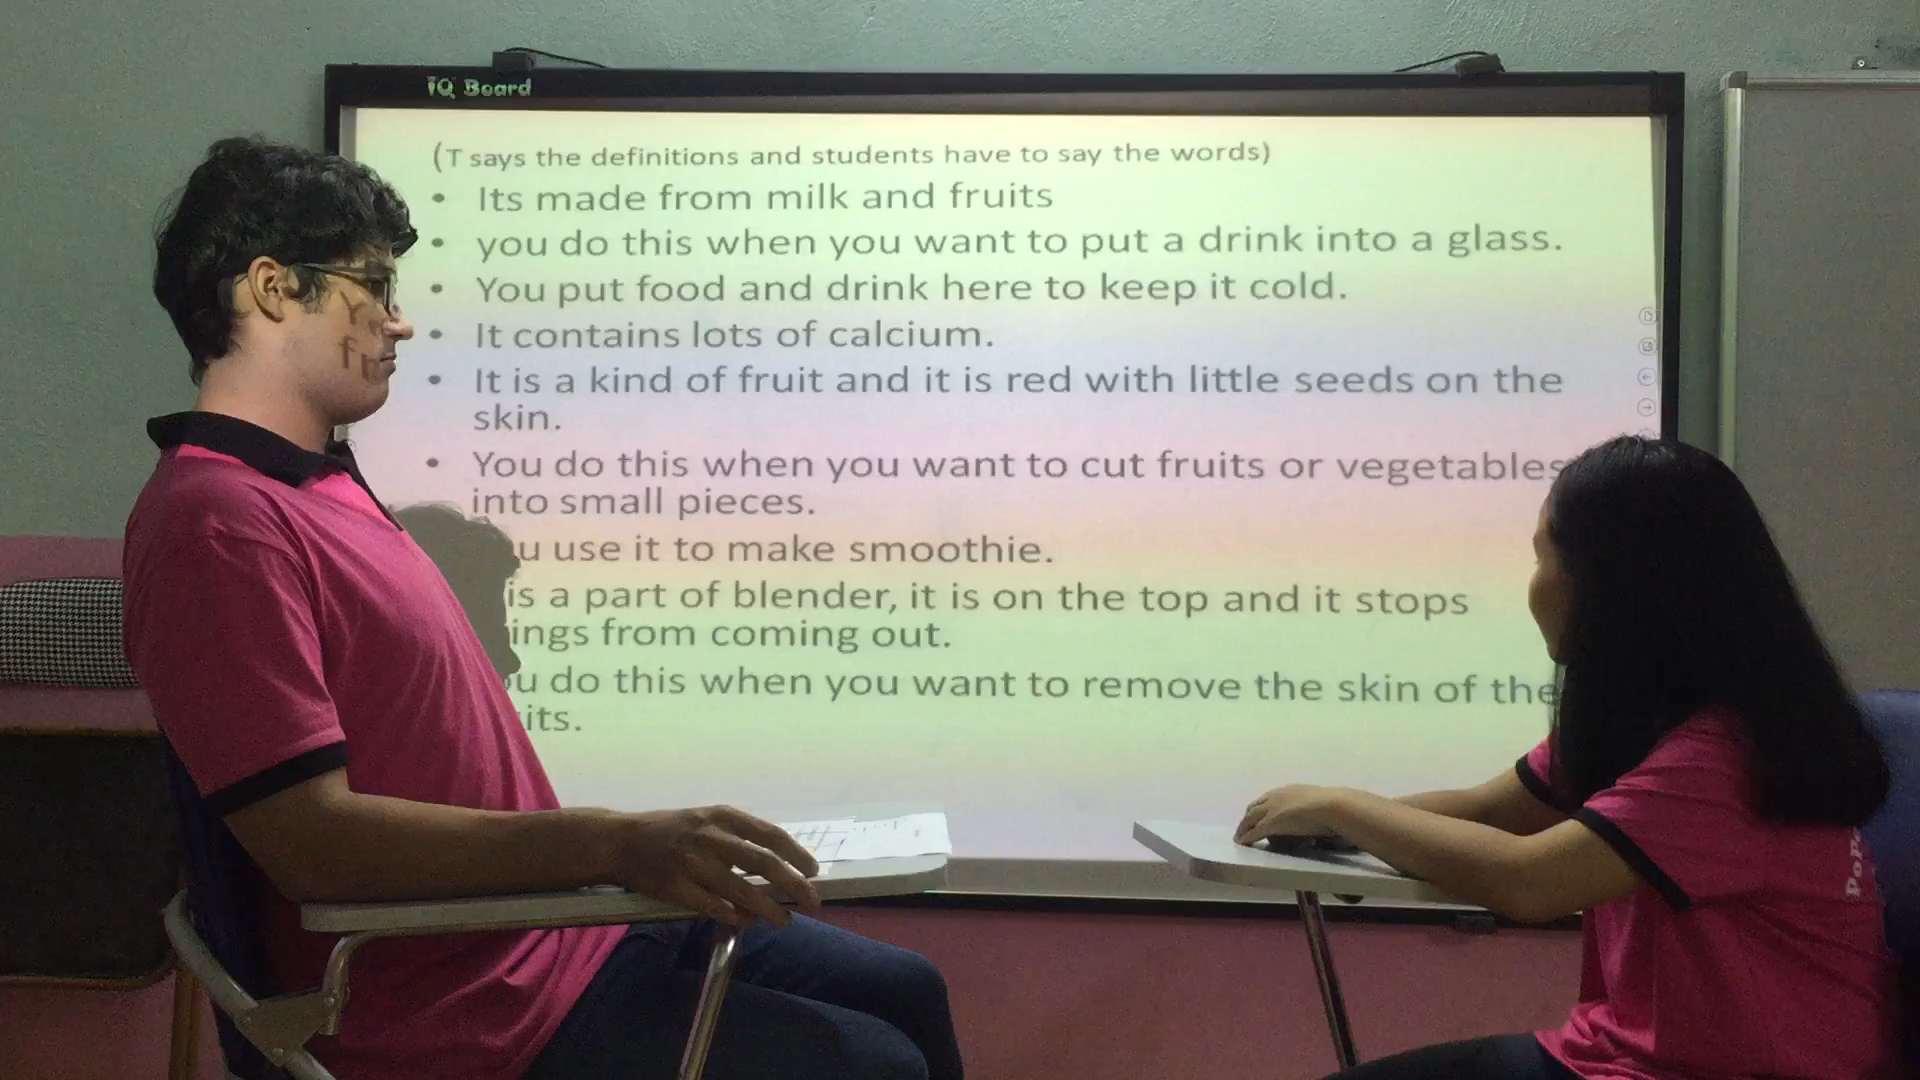 IQ Board
(T says the definitions and students have to say the words)
• Its made from milk and fruits
• you do this when you want to put a drink into a glass.
• You put food and drink here to keep it cold.
• It contains lots of calcium.
• It is a kind of fruit and it is red with little seeds on the
skin.
• You do this when you want to cut fruits or vegetables
into small pieces.
use it to make smoothie.
is a part of blender, it is on the top and it stops
from coming out.
do this when you want to remove the skin of the